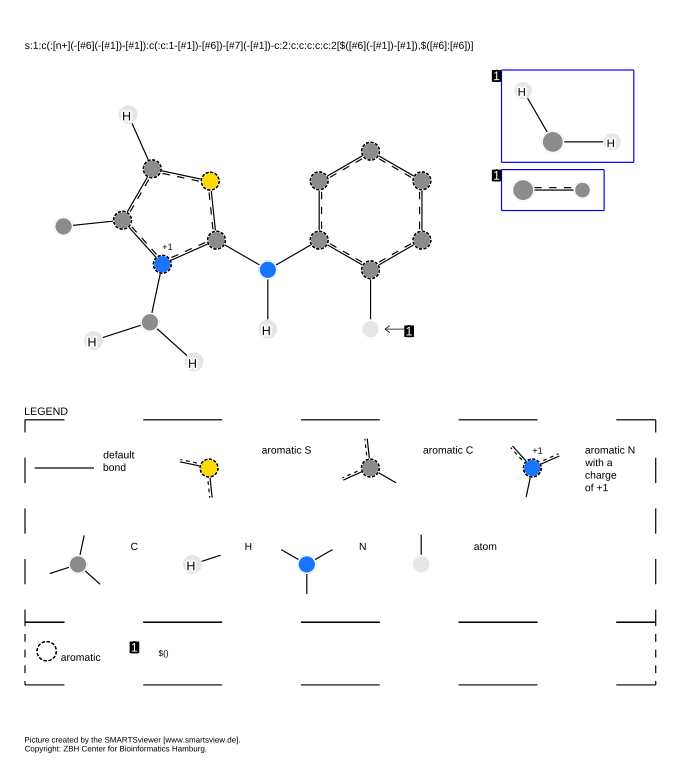 s:1:c(:[n+](-[#6](-[#1])-[#1]):c(:c:1-[#1])-[#6])-[#7](-[#1])-c:2:c:c:c:c:c:2[$([#6](-[#1])-[#1]),$([#6]:[#6])]
1
H
H
H
1
+1
H
1
H
H
LEGEND
default
bond
aromatic S
aromatic C
+1
aromatic N
with a
charge
of +1
C
H
H
N
atom
aromatic
1
$()
Picture created by the SMARTSviewer [www.smartsview.de].
Copyright: ZBH Center for Bioinformatics Hamburg.